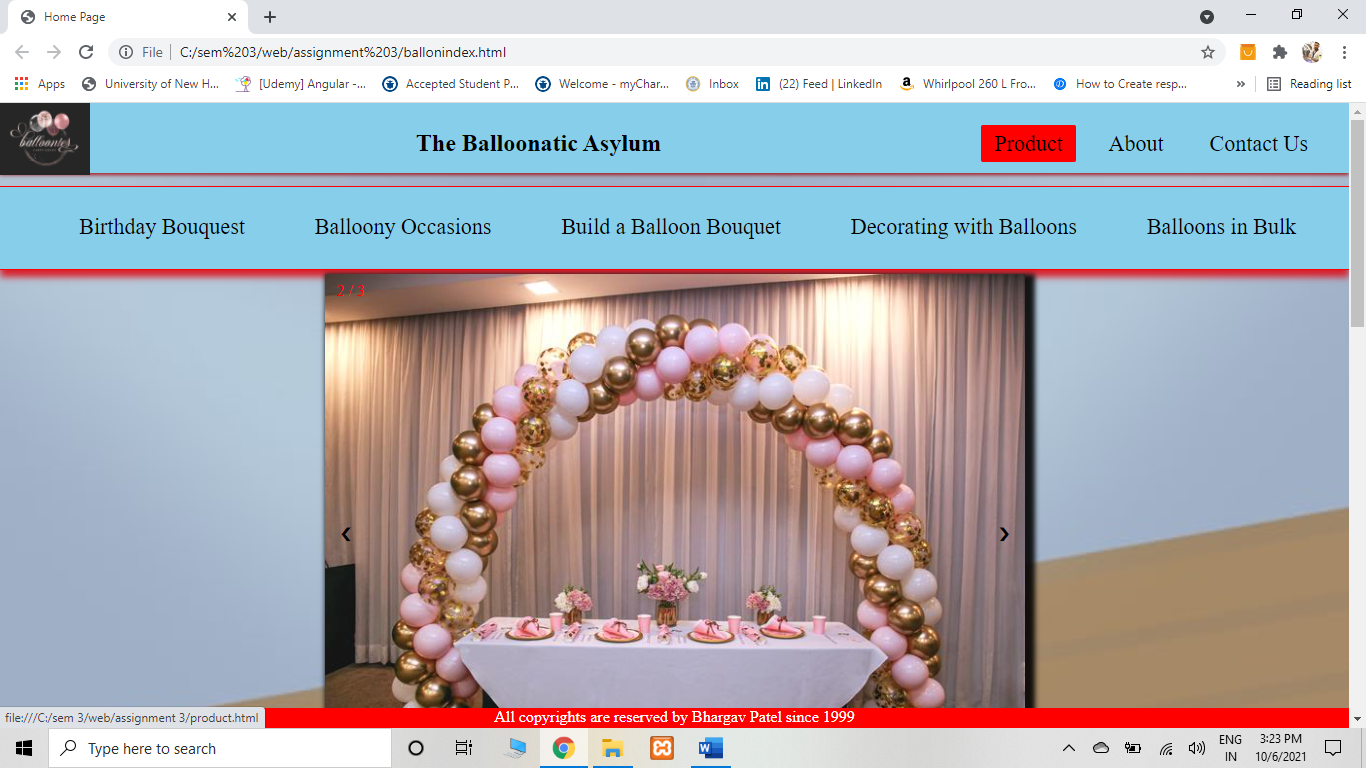 Home Page
File
C:/sem%203/web/assignment%203/ballonindex.html
Apps
University of New H...
[Udemy] Angular -...
Accepted Student P...
Welcome - myChar...
Inbox
(22) Feed | LinkedIn
Whirlpool 260 L Fro...
How to Create resp...
»
Reading list
The Balloonatic Asylum
Product
About
Contact Us
Birthday Bouquest
Balloony Occasions
Build a Balloon Bouquet
Decorating with Balloons
Balloons in Bulk
2 / 3
❮
❯
file:///C:/sem 3/web/assignment 3/product.html
All copyrights are reserved by Bhargav Patel since 1999
Type here to search
ENG
IN
3:23 PM
10/6/2021